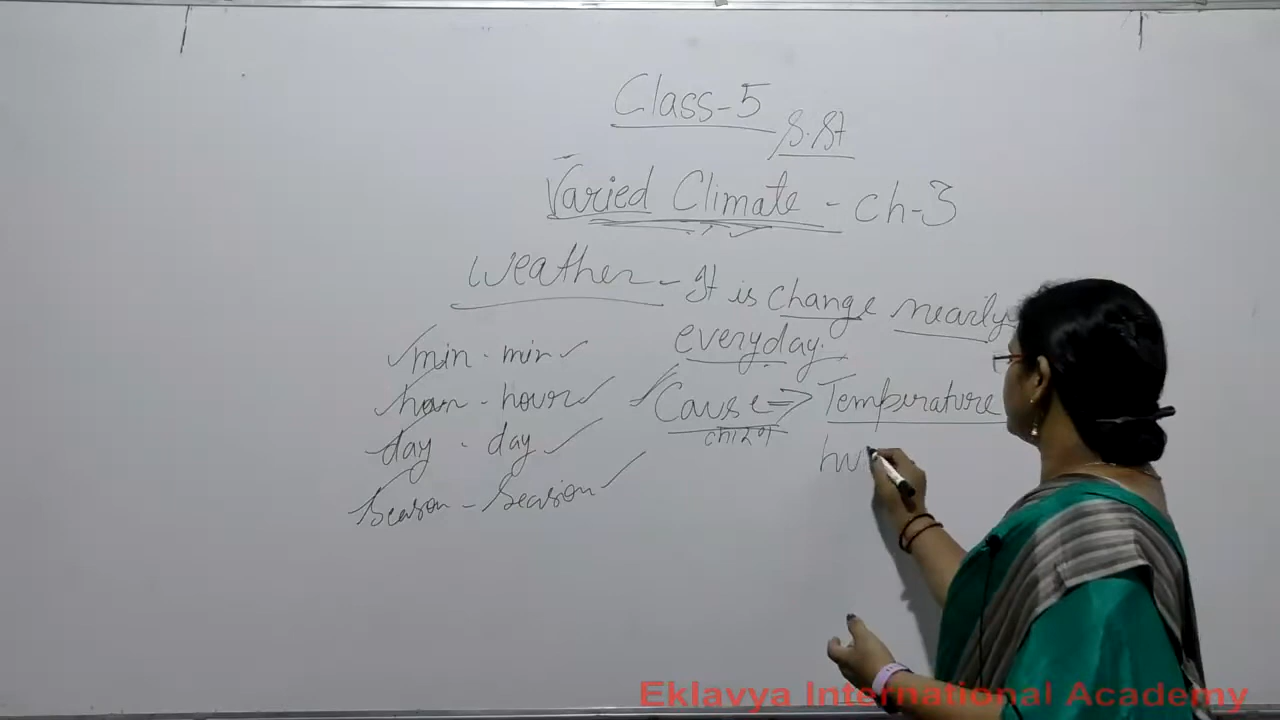 Class-5
S.St
Varied Climate - Ch-3
Weather - It is change nearly
everyday.
min - min
hour - hour
day - day
Season - Season
Cause => Temperature
hu
Eklavya International Academy